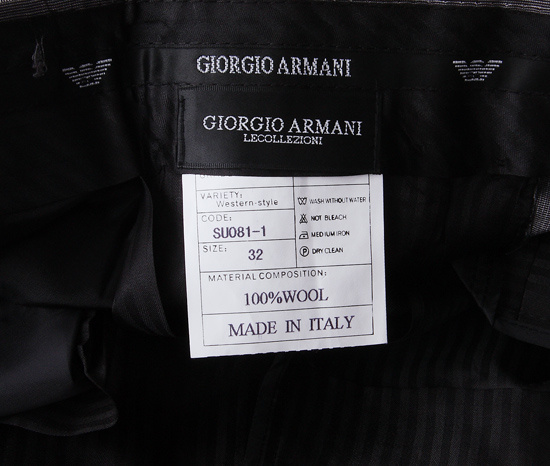 GIORGIO ARMANI
GIORGIO ARMANI
LECOLLEZIONI
VARIETY:
Western-style
CODE:
SU081-1
SIZE:
32
WASH WITHOUT WATER
NOT BLEACH
MEDIUM IRON
DRY CLEAN
MATERIAL COMPOSITION:
100%WOOL
MADE IN ITALY